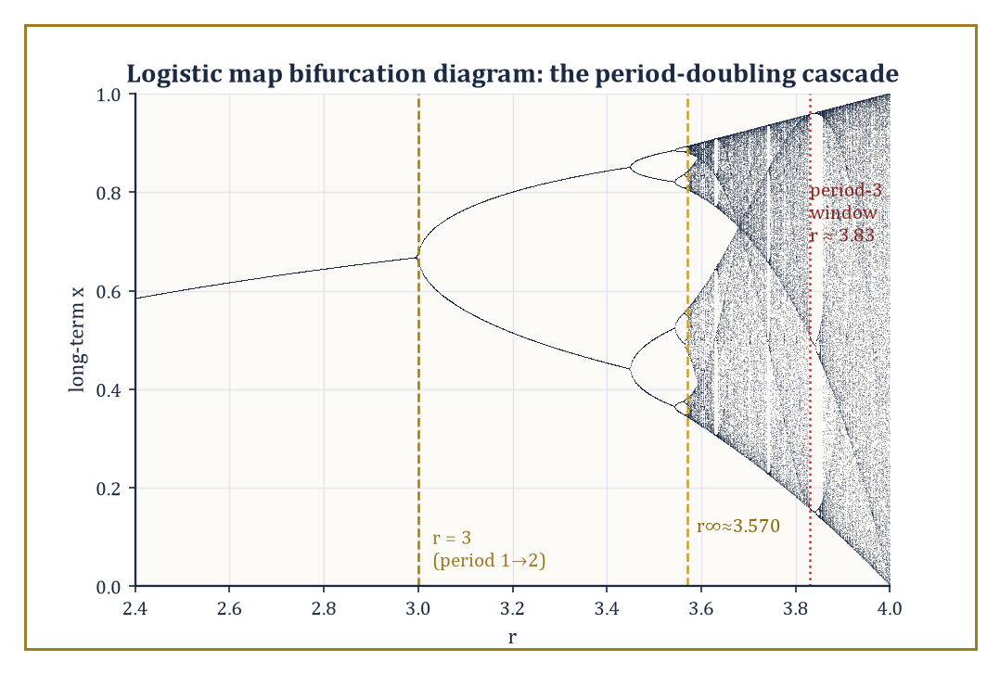 Logistic map bifurcation diagram: the period-doubling cascade
1.0
0.8
0.6
0.4
0.2
0.0
long-term x
period-3
window
r ≈ 3.83
r∞≈3.570
r = 3
(period 1→2)
2.4 2.6 2.8 3.0 3.2 3.4 3.6 3.8 4.0
r